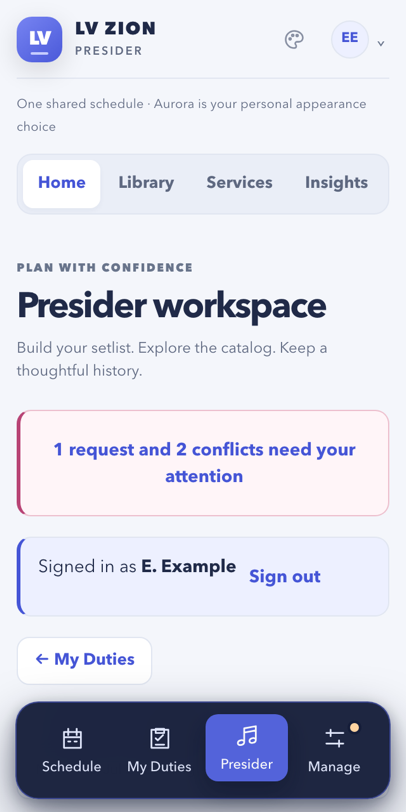 LV
LV ZION
PRESIDER
EE
One shared schedule · Aurora is your personal appearance
choice
Home Library Services Insights
PLAN WITH CONFIDENCE
Presider workspace
Build your setlist. Explore the catalog. Keep a
thoughtful history.
1 request and 2 conflicts need your
attention
Signed in as E. Example Sign out
← My Duties
Schedule My Duties Presider Manage